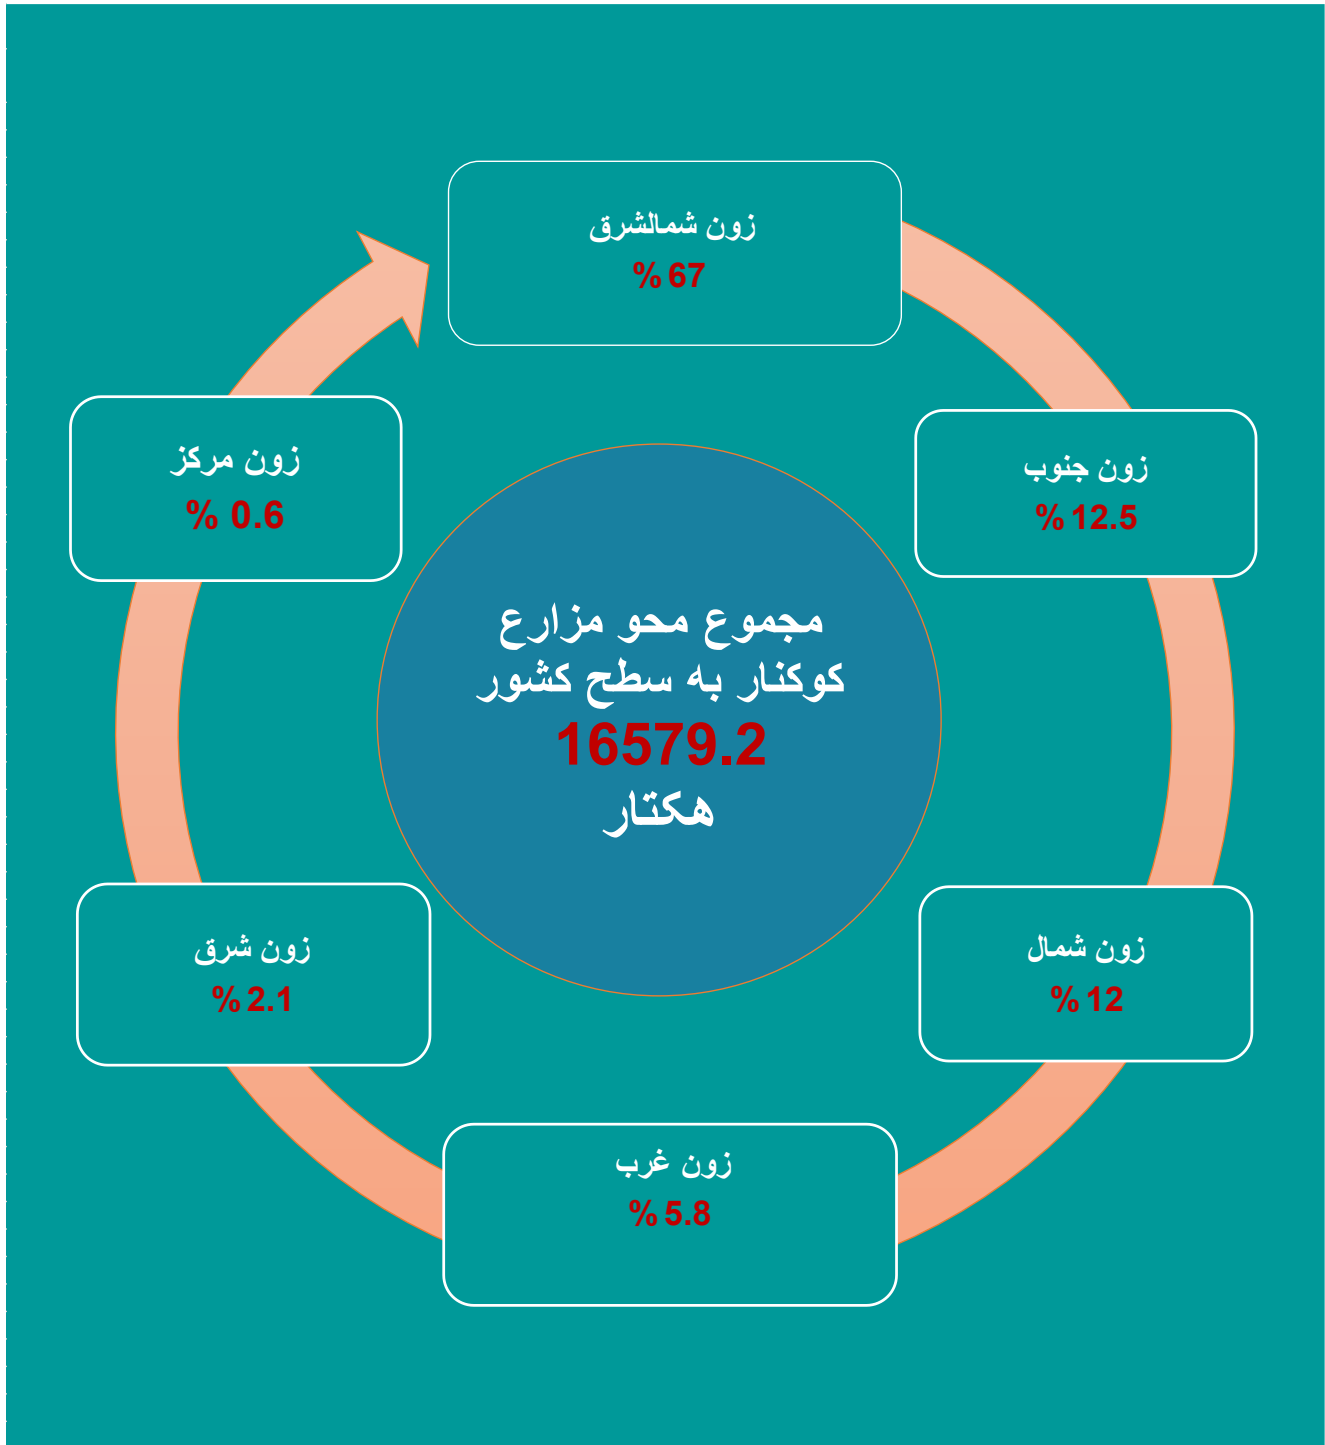 زون شمالشرق
% 67
زون جنوب
% 12.5
زون شمال
% 12
زون غرب
% 5.8
زون شرق
% 2.1
زون مرکز
% 0.6
مجموع محو مزارع
کوکنار به سطح کشور
16579.2
هکتار